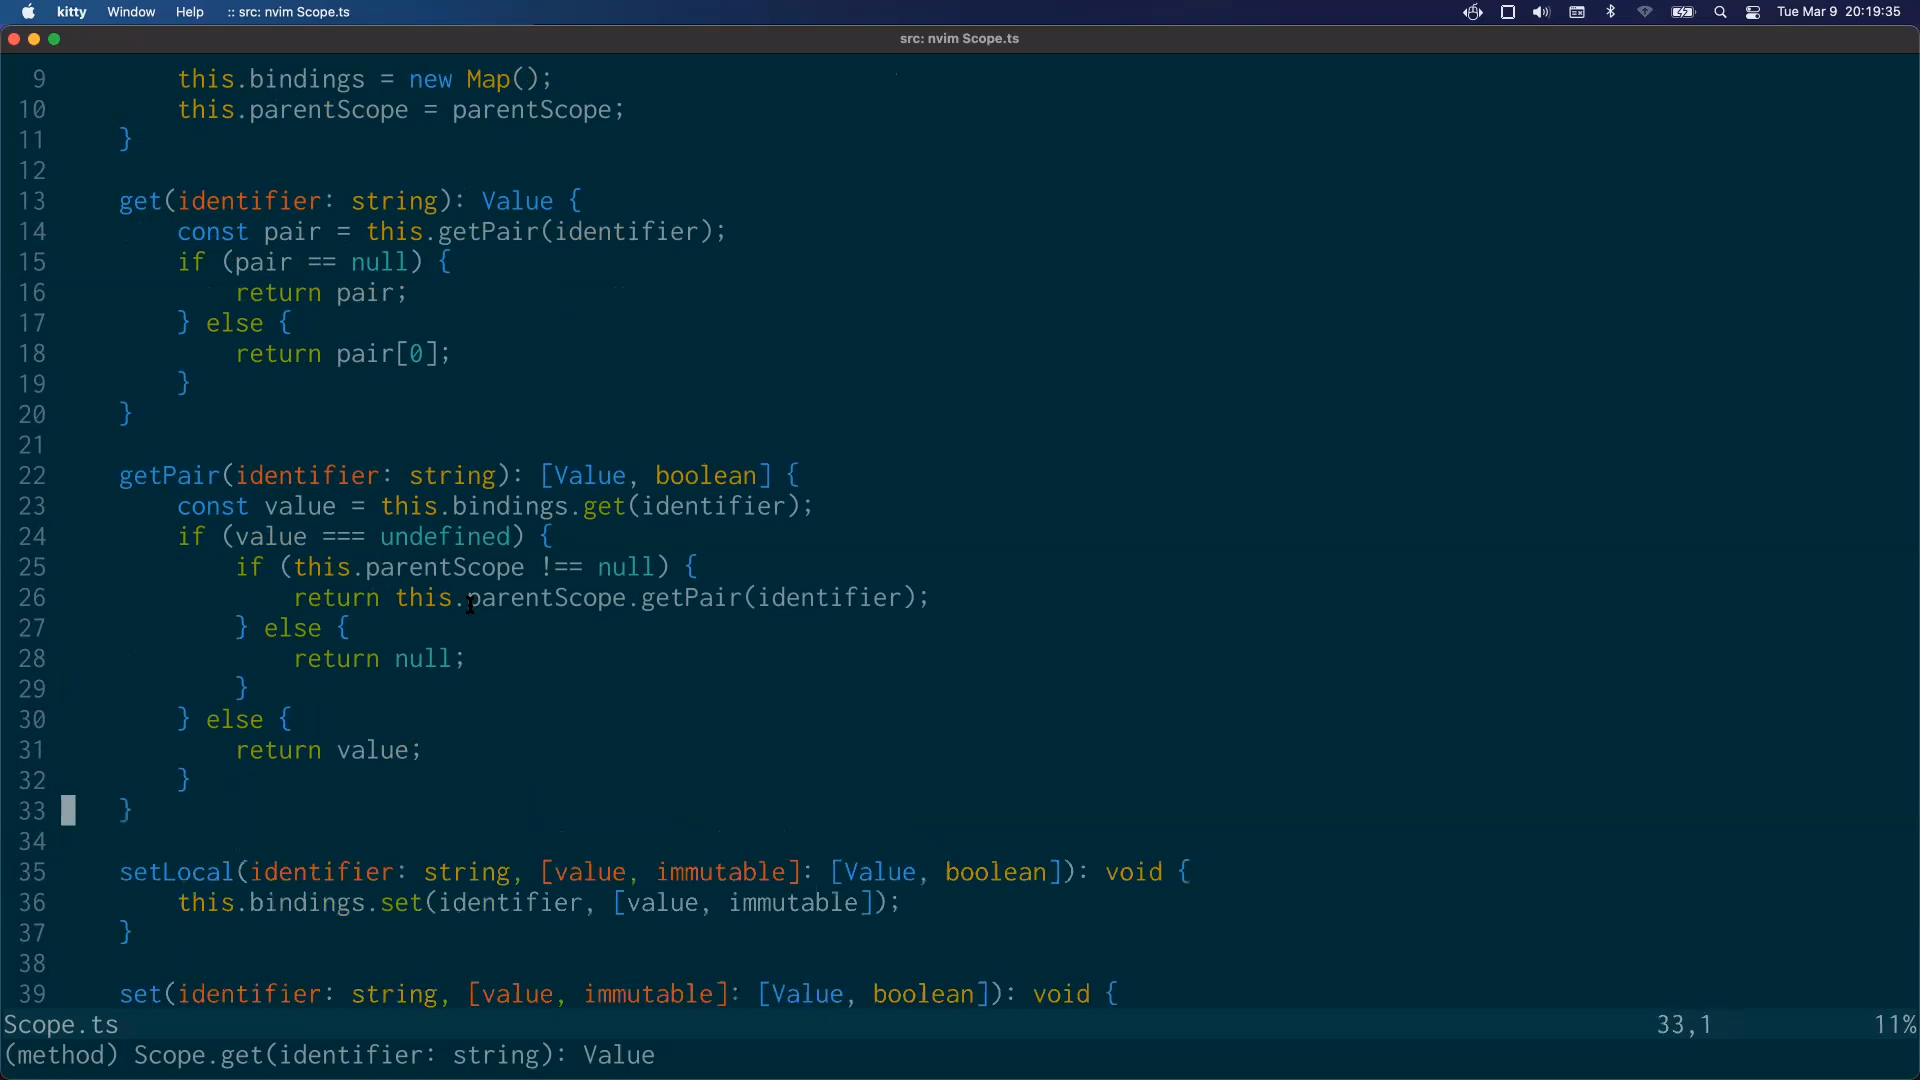 kitty Window Help :: src: nvim Scope.ts Tue Mar 9 20:19:35
src: nvim Scope.ts
9 this.bindings = new Map();
10 this.parentScope = parentScope;
11 }
12
13 get(identifier: string): Value {
14 const pair = this.getPair(identifier);
15 if (pair == null) {
16 return pair;
17 } else {
18 return pair[0];
19 }
20 }
21
22 getPair(identifier: string): [Value, boolean] {
23 const value = this.bindings.get(identifier);
24 if (value === undefined) {
25 if (this.parentScope !== null) {
26 return this.parentScope.getPair(identifier);
27 } else {
28 return null;
29 }
30 } else {
31 return value;
32 }
33 }
34
35 setLocal(identifier: string, [value, immutable]: [Value, boolean]): void {
36 this.bindings.set(identifier, [value, immutable]);
37 }
38
39 set(identifier: string, [value, immutable]: [Value, boolean]): void {
Scope.ts 33,1 11%
(method) Scope.get(identifier: string): Value